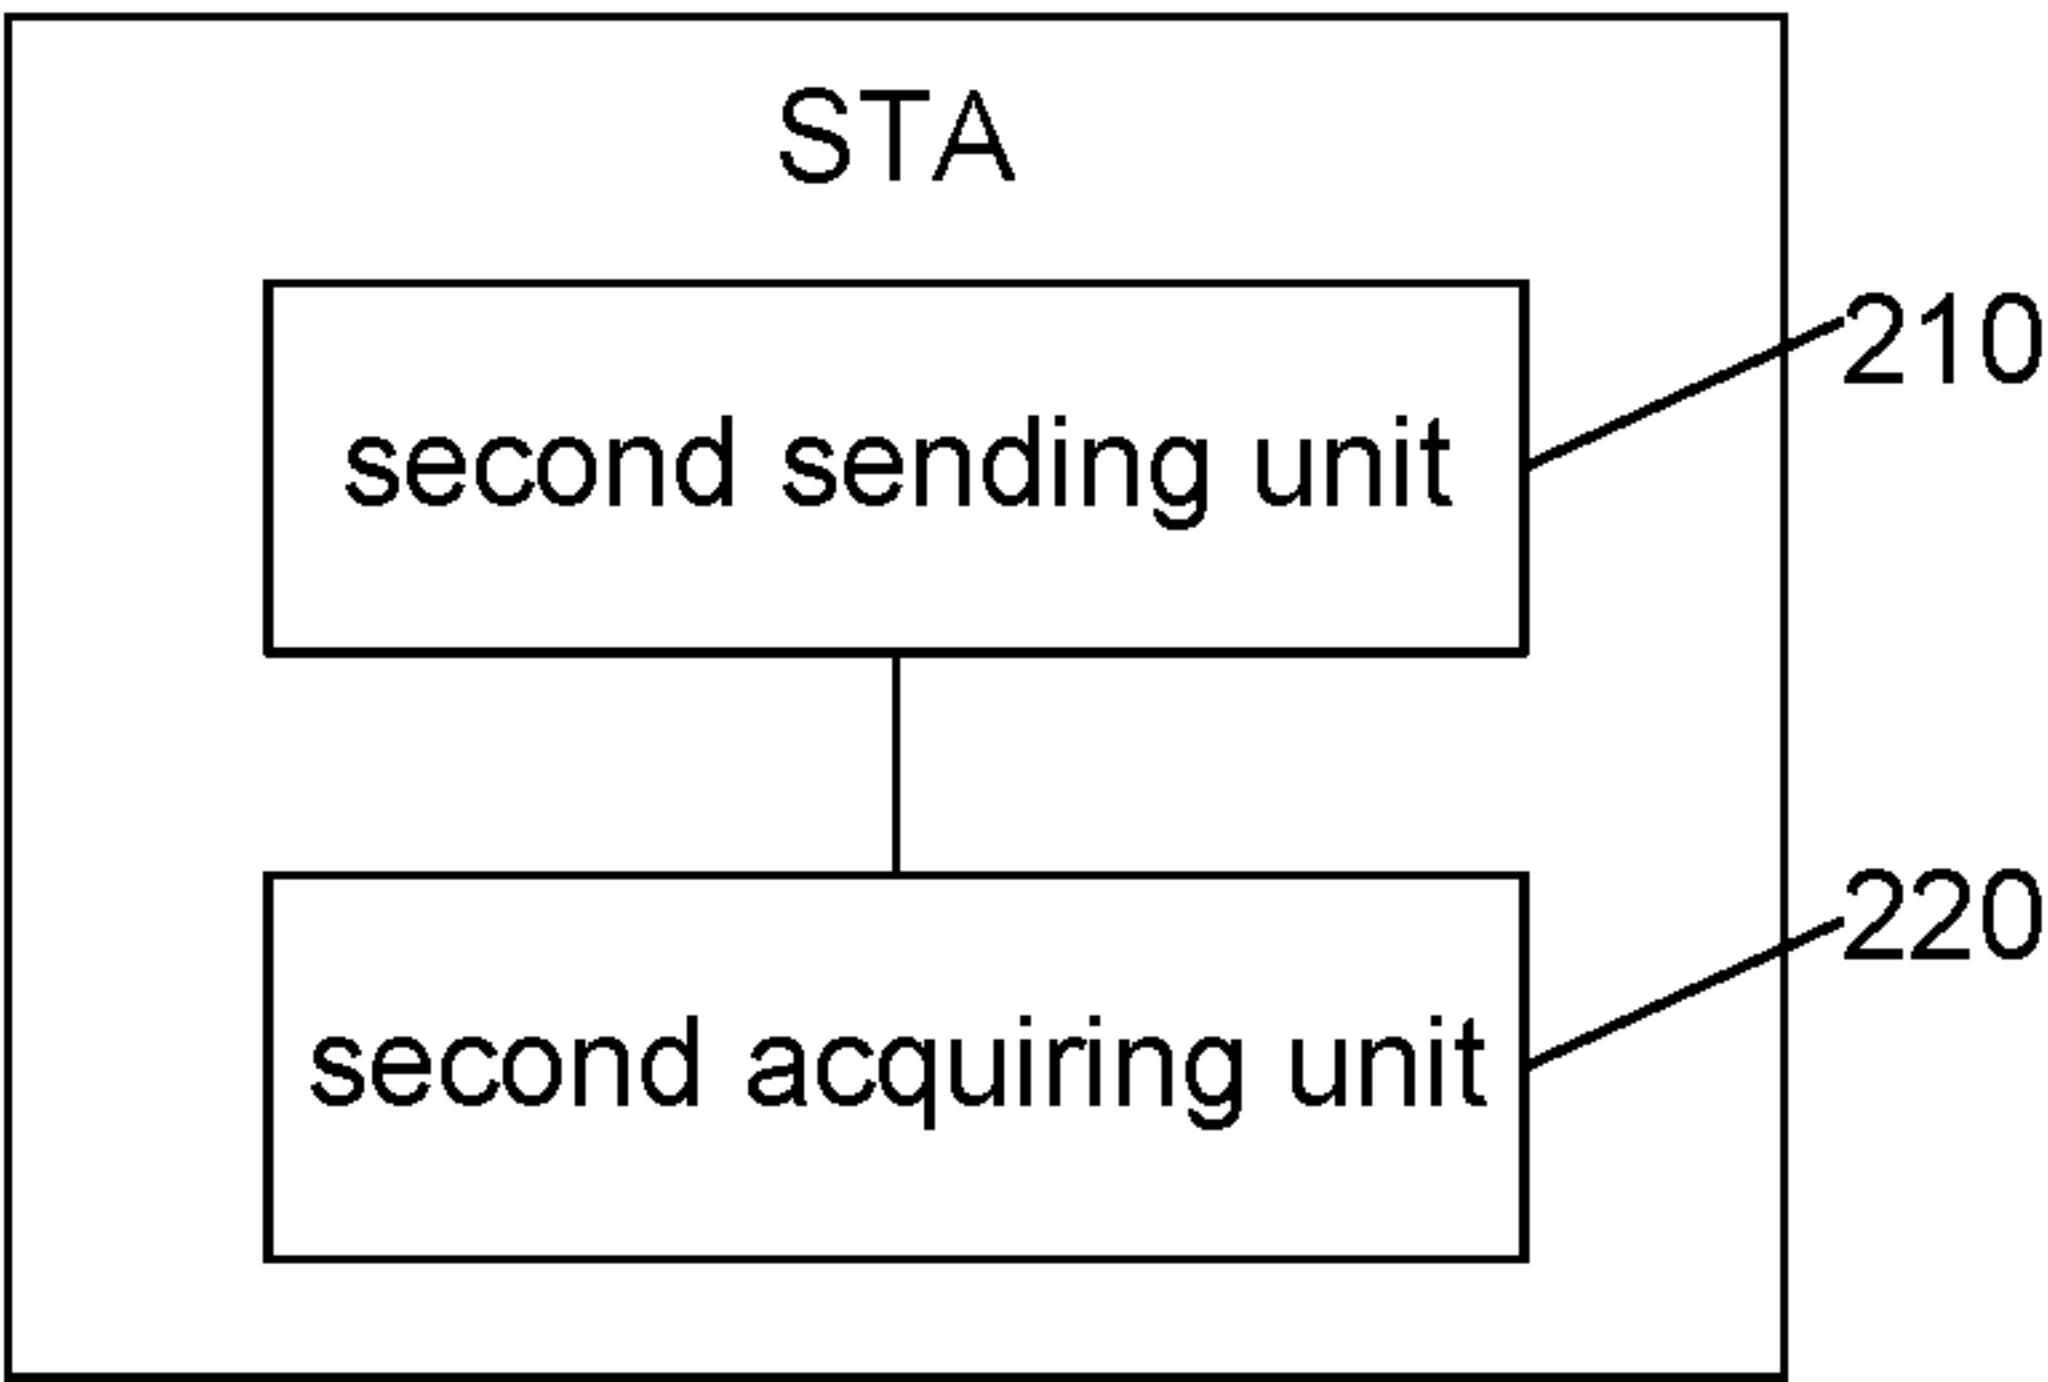 STA
210
second sending unit
220
second acquiring unit